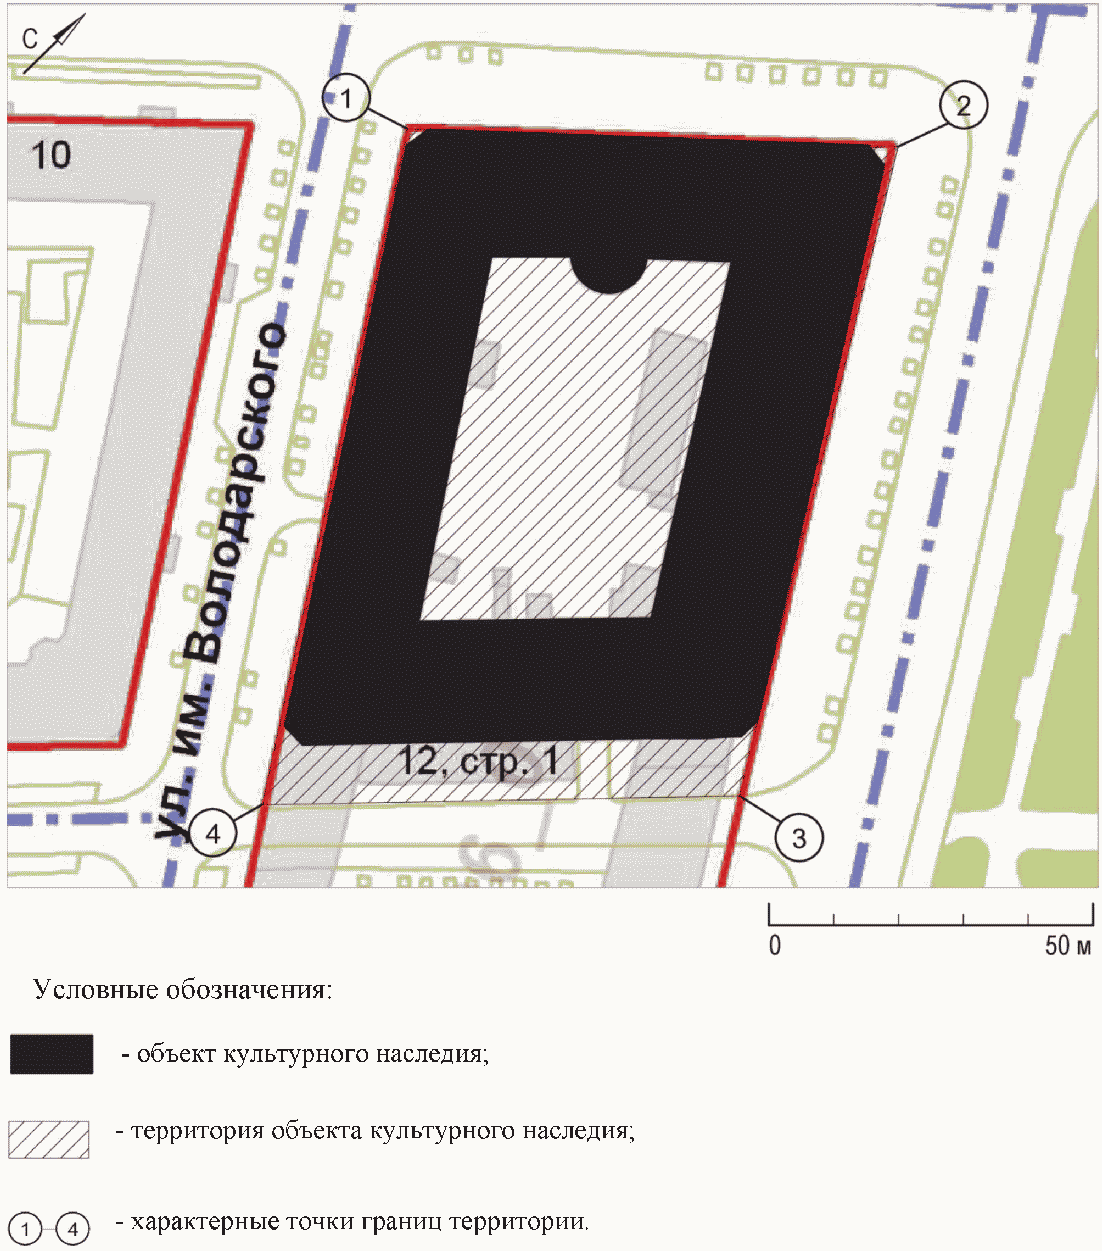 С
1
2
10
ул. им. Володарского
12, стр. 1
4
3
0
50 м
Условные обозначения:
- объект культурного наследия;
- территория объекта культурного наследия;
1 - 4 - характерные точки границ территории.